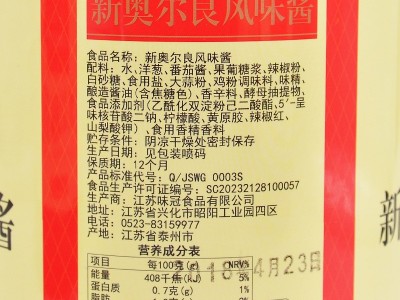 新奥尔良风味酱
食品名称:新奥尔良风味酱
配料:水、洋葱、番茄酱、果葡糖浆、辣椒粉、
白砂糖、食用盐、大蒜粉、鸡粉调味料、味精、
酿造酱油(含焦糖色)、香辛料、酵母抽提物、
食品添加剂(乙酰化双淀粉己二酸酯、5′-呈
味核苷酸二钠、柠檬酸、黄原胶、辣椒红、
山梨酸钾)、食用香精香料
贮存条件:阴凉干燥处密封保存
生产日期:见包装喷码
保质期:12个月
产品标准代号:Q/JSWG 0003S
食品生产许可证编号:SC20232128100057
生产商:江苏味冠食品有限公司
地址:江苏省兴化市昭阳工业园四区
电话:0523-83159977
产地:江苏省泰州市
营养成分表
项目 每100克(g) NRV%
能量 408千焦(kJ) 5%
蛋白质 0.7克(g) 1%
脂肪
4月23日
酱
新